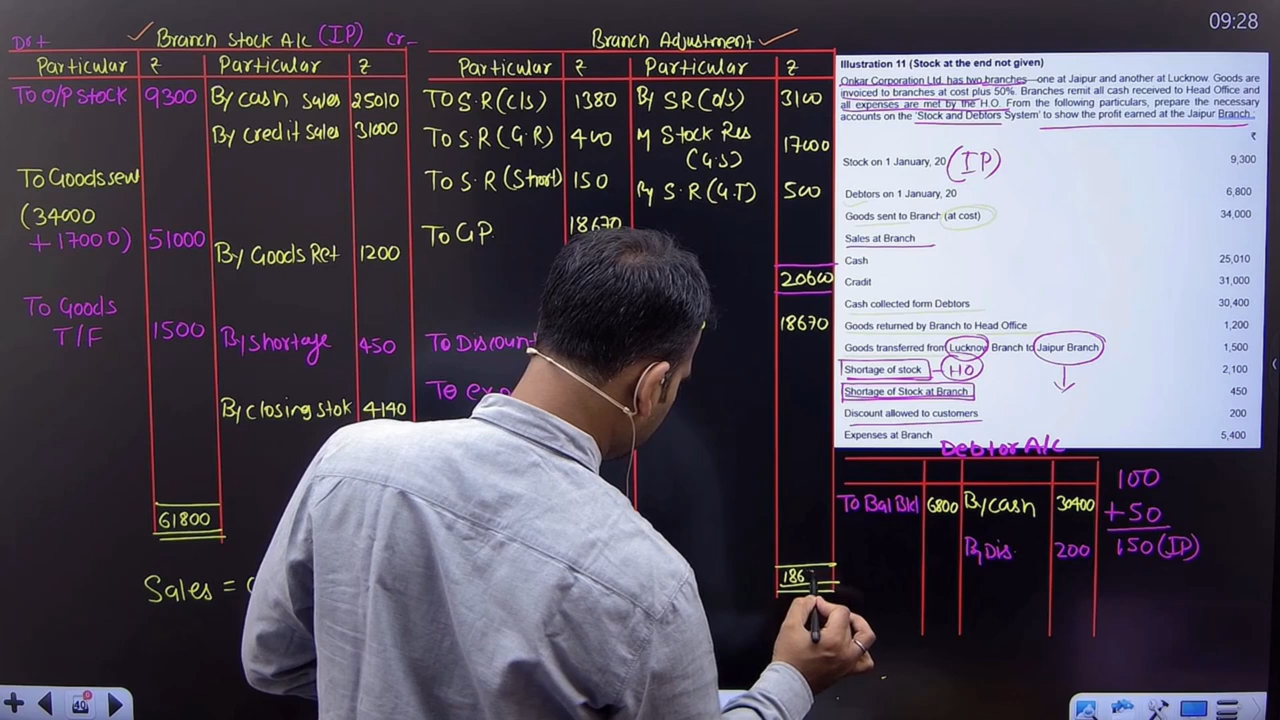 09:28
Dr+ Branch Stock A/c (IP) Cr-
Particular ₹ Particular ₹
To O/P Stock 9300 By cash sales 25010
By credit sales 31000
To Goods sent
(34000
+ 17000) 51000
By Goods Ret 1200
To Goods
T/F 1500 By shortage 450
By closing stok 4140
61800
Sales =
Branch Adjustment
Particular ₹ Particular ₹
To S.R (c/s) 1380 By SR (o/s) 3100
To S.R (G.R) 400 By Stock Res
(G.S) 17000
To S.R (Short) 150 By S.R (G.T) 500
To G.P. 18670
20600
18670
To Discoun
To exp
186
Illustration 11 (Stock at the end not given)
Onkar Corporation Ltd. has two branches—one at Jaipur and another at Lucknow. Goods are
invoiced to branches at cost plus 50%. Branches remit all cash received to Head Office and
all expenses are met by the H.O. From the following particulars, prepare the necessary
accounts on the 'Stock and Debtors System' to show the profit earned at the Jaipur Branch :
₹
Stock on 1 January, 20 (IP) 9,300
Debtors on 1 January, 20 6,800
Goods sent to Branch (at cost) 34,000
Sales at Branch
Cash 25,010
Cradit 31,000
Cash collected form Debtors 30,400
Goods returned by Branch to Head Office 1,200
Goods transferred from Lucknow Branch to Jaipur Branch 1,500
Shortage of stock - HO 2,100
Shortage of Stock at Branch 450
Discount allowed to customers 200
Expenses at Branch 5,400
Debtor A/c
To Bal B/d 6800 By cash 30400
By Dis. 200
100
+ 50
150 (IP)
40